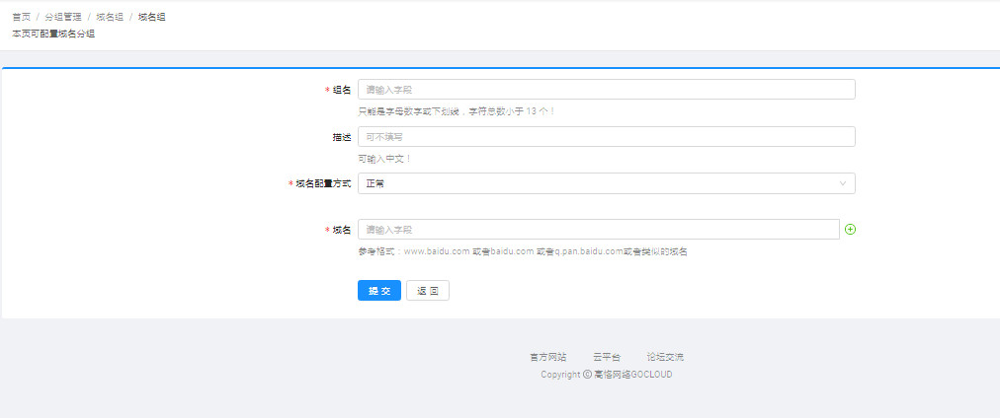 首页 / 分组管理 / 域名组 / 域名组
本页可配置域名分组
* 组名 请输入字段
只能是字母数字或下划线，字符总数小于 13 个！
描述 可不填写
可输入中文！
* 域名配置方式 正常
* 域名 请输入字段
参考格式：www.baidu.com 或者baidu.com 或者q.pan.baidu.com或者类似的域名
提 交 返 回
官方网站 云平台 论坛交流
Copyright © 高恪网络GOCLOUD